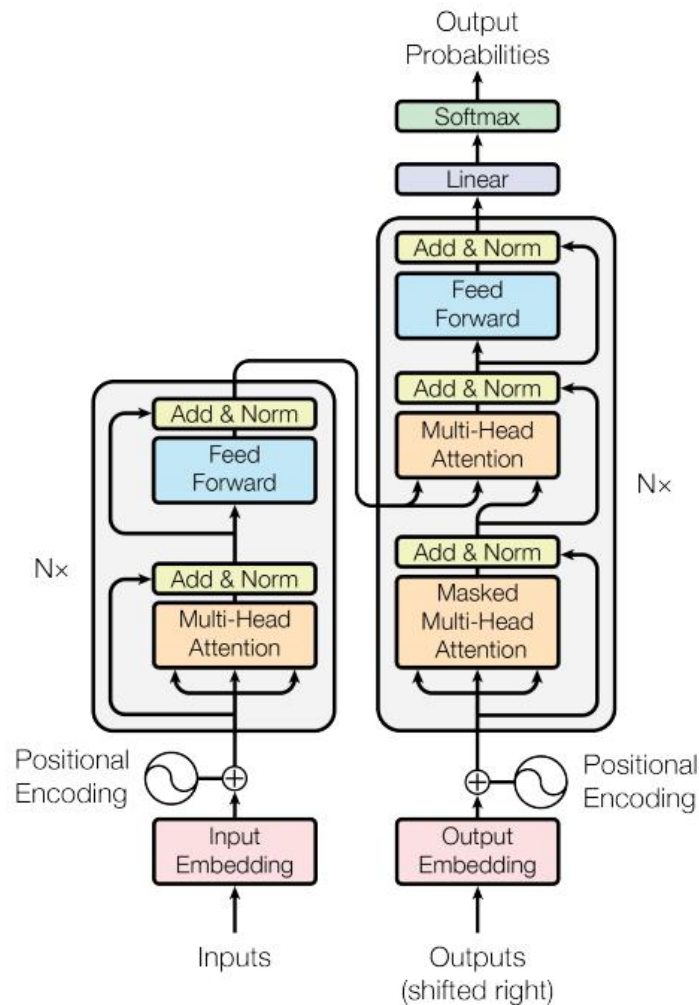 Output
Probabilities
Softmax
Linear
Add & Norm
Feed
Forward
Add & Norm
Multi-Head
Attention
Add & Norm
Masked
Multi-Head
Attention
Nx
Add & Norm
Feed
Forward
Add & Norm
Multi-Head
Attention
Nx
Positional
Encoding
Positional
Encoding
Input
Embedding
Output
Embedding
Inputs
Outputs
(shifted right)